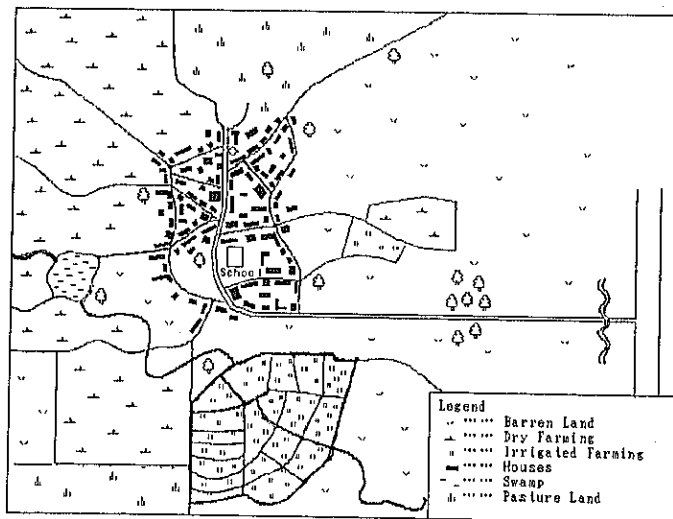 School
Legend
Barren Land
Dry Farming
Irrigated Farming
Houses
Swamp
Pasture Land